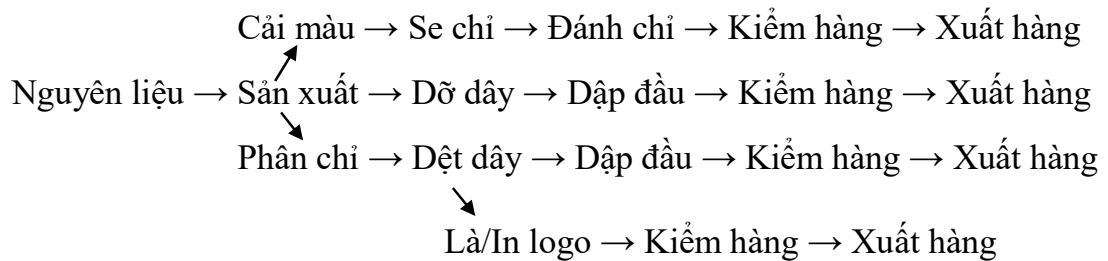 Cải màu → Se chỉ → Đánh chỉ → Kiểm hàng → Xuất hàng
Nguyên liệu → Sản xuất → Dỡ dây → Dập đầu → Kiểm hàng → Xuất hàng
Phân chỉ → Dệt dây → Dập đầu → Kiểm hàng → Xuất hàng
Là/In logo → Kiểm hàng → Xuất hàng